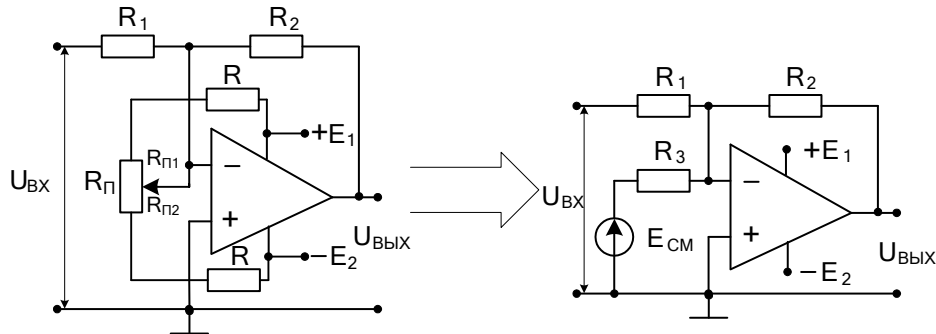 R1
R2
R
+E1
RП1
RП
RП2
UВХ
−
+
R
−E2
UВЫХ
R1
R2
R3
+E1
UВХ
−
+
EСМ
−E2
UВЫХ